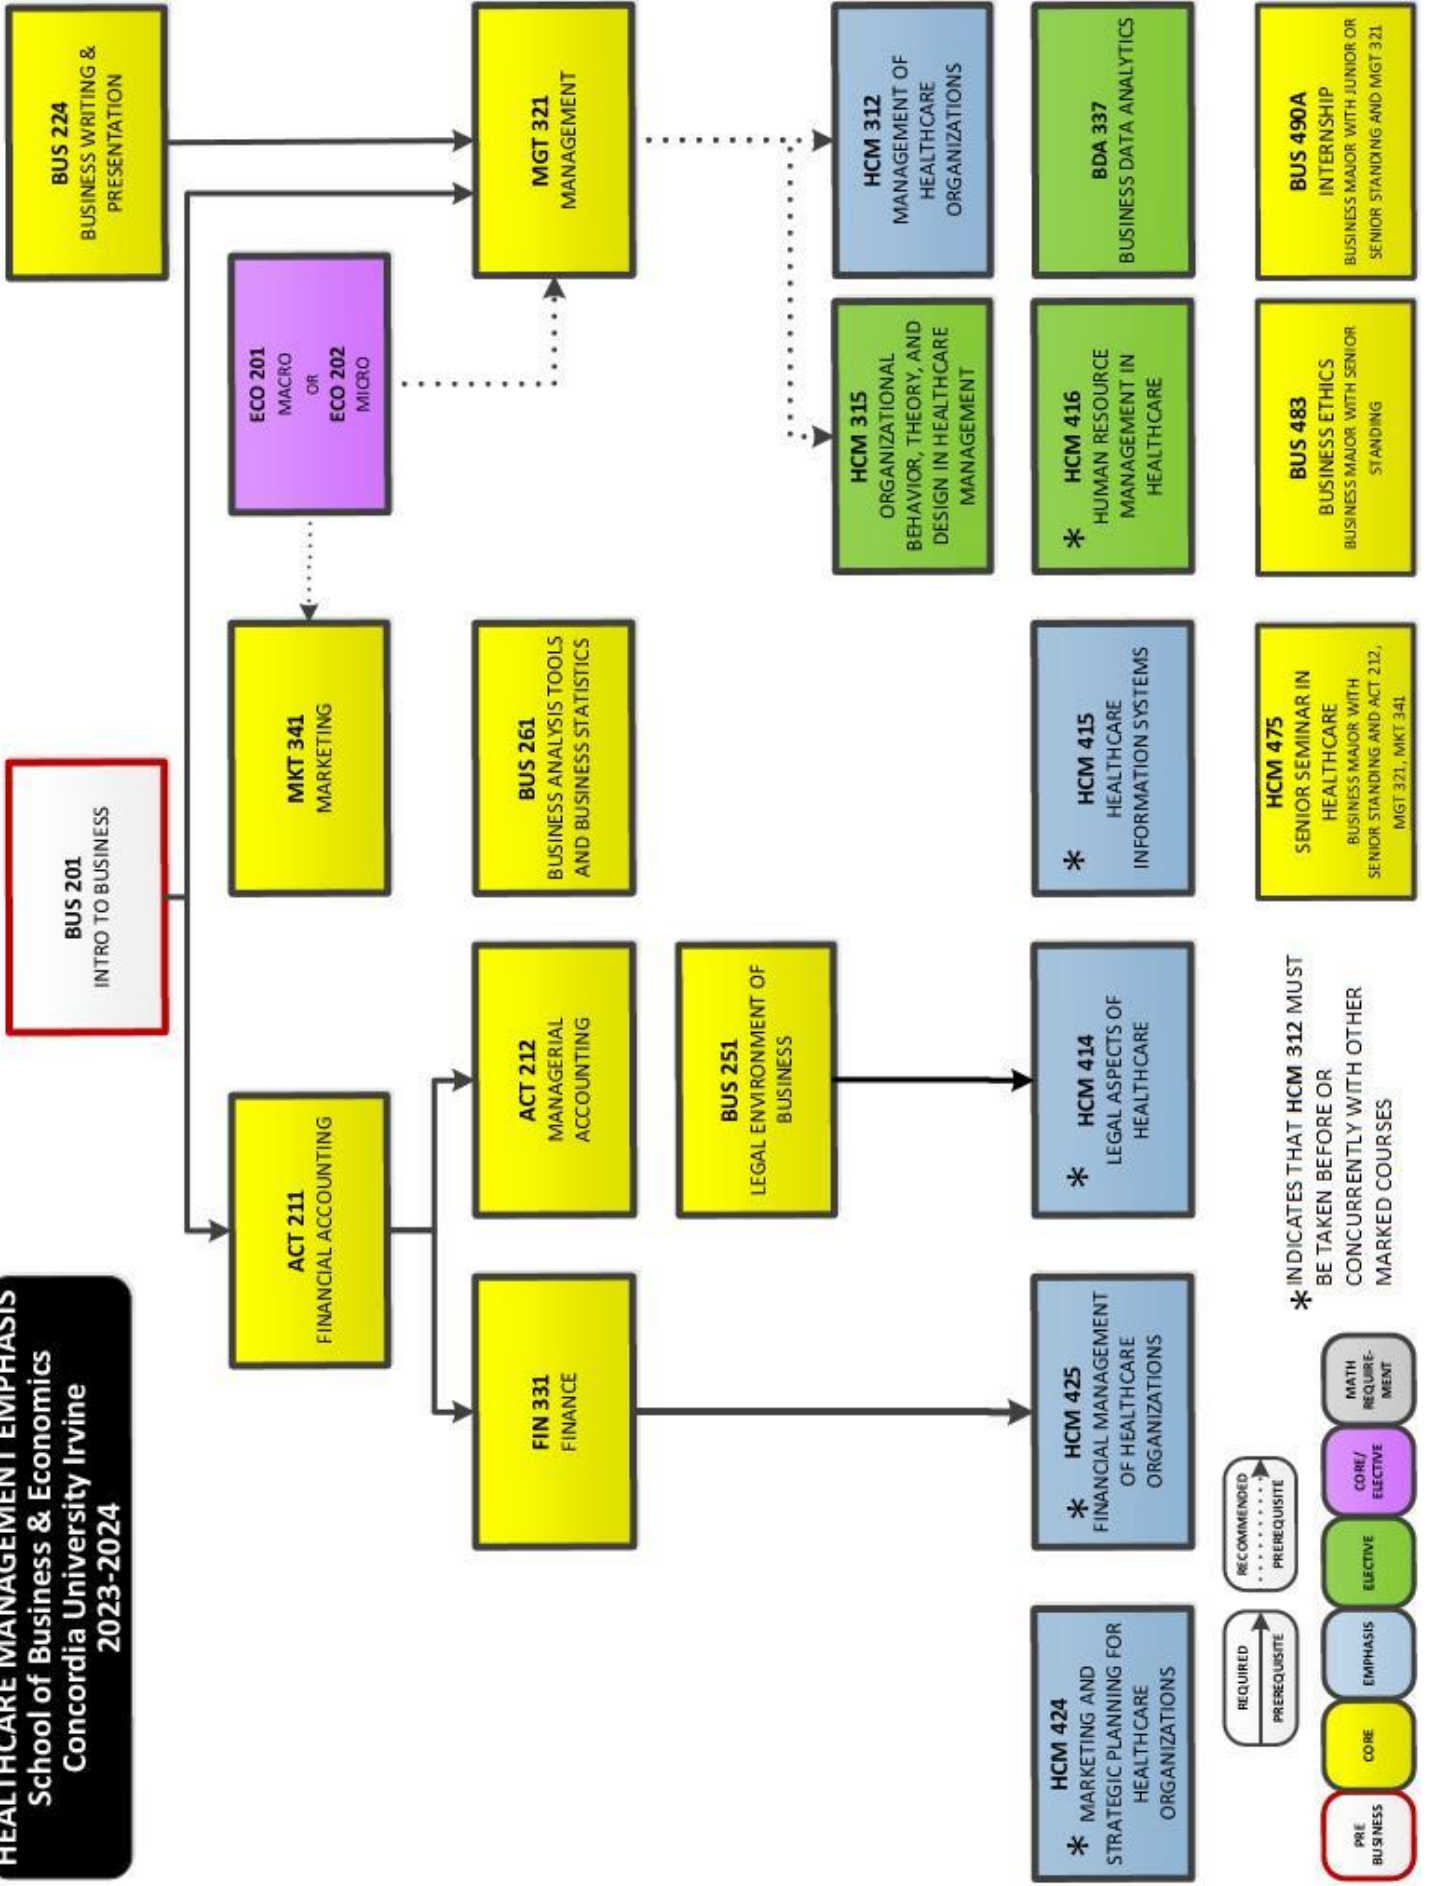 HEALTHCARE MANAGEMENT EMPHASIS
School of Business & Economics
Concordia University Irvine
2023-2024
BUS 201
INTRO TO BUSINESS
BUS 224
BUSINESS WRITING &
PRESENTATION
ACT 211
FINANCIAL ACCOUNTING
MKT 341
MARKETING
ECO 201
MACRO
OR
ECO 202
MICRO
FIN 331
FINANCE
ACT 212
MANAGERIAL
ACCOUNTING
BUS 261
BUSINESS ANALYSIS TOOLS
AND BUSINESS STATISTICS
MGT 321
MANAGEMENT
BUS 251
LEGAL ENVIRONMENT OF
BUSINESS
HCM 315
ORGANIZATIONAL
BEHAVIOR, THEORY, AND
DESIGN IN HEALTHCARE
MANAGEMENT
HCM 312
MANAGEMENT OF
HEALTHCARE
ORGANIZATIONS
HCM 424
* MARKETING AND
STRATEGIC PLANNING FOR
HEALTHCARE
ORGANIZATIONS
HCM 425
* FINANCIAL MANAGEMENT
OF HEALTHCARE
ORGANIZATIONS
HCM 414
* LEGAL ASPECTS OF
HEALTHCARE
HCM 415
* HEALTHCARE
INFORMATION SYSTEMS
HCM 416
* HUMAN RESOURCE
MANAGEMENT IN
HEALTHCARE
BDA 337
BUSINESS DATA ANALYTICS
REQUIRED
PREREQUISITE
RECOMMENDED
PREREQUISITE
PRE
BUSINESS
CORE
EMPHASIS
ELECTIVE
CORE/
ELECTIVE
MATH
REQUIRE-
MENT
* INDICATES THAT HCM 312 MUST
BE TAKEN BEFORE OR
CONCURRENTLY WITH OTHER
MARKED COURSES
HCM 475
SENIOR SEMINAR IN
HEALTHCARE
BUSINESS MAJOR WITH
SENIOR STANDING AND ACT 212,
MGT 321, MKT 341
BUS 483
BUSINESS ETHICS
BUSINESS MAJOR WITH SENIOR
STANDING
BUS 490A
INTERNSHIP
BUSINESS MAJOR WITH JUNIOR OR
SENIOR STANDING AND MGT 321